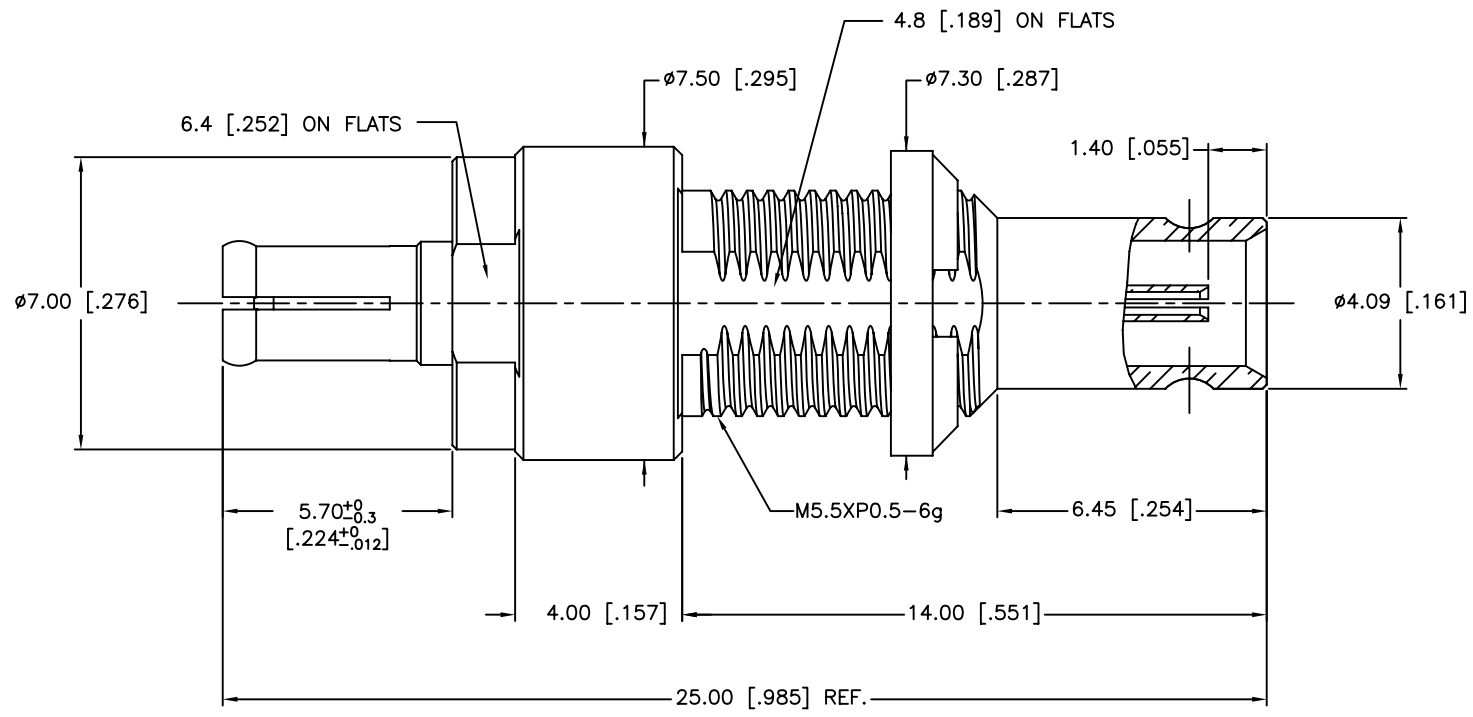 4.8 [.189] ON FLATS
ø7.50 [.295]
ø7.30 [.287]
6.4 [.252] ON FLATS
1.40 [.055]
ø7.00 [.276]
ø4.09 [.161]
5.70+0-0.3
[.224+0-.012]
M5.5XP0.5-6g
6.45 [.254]
4.00 [.157]
14.00 [.551]
25.00 [.985] REF.